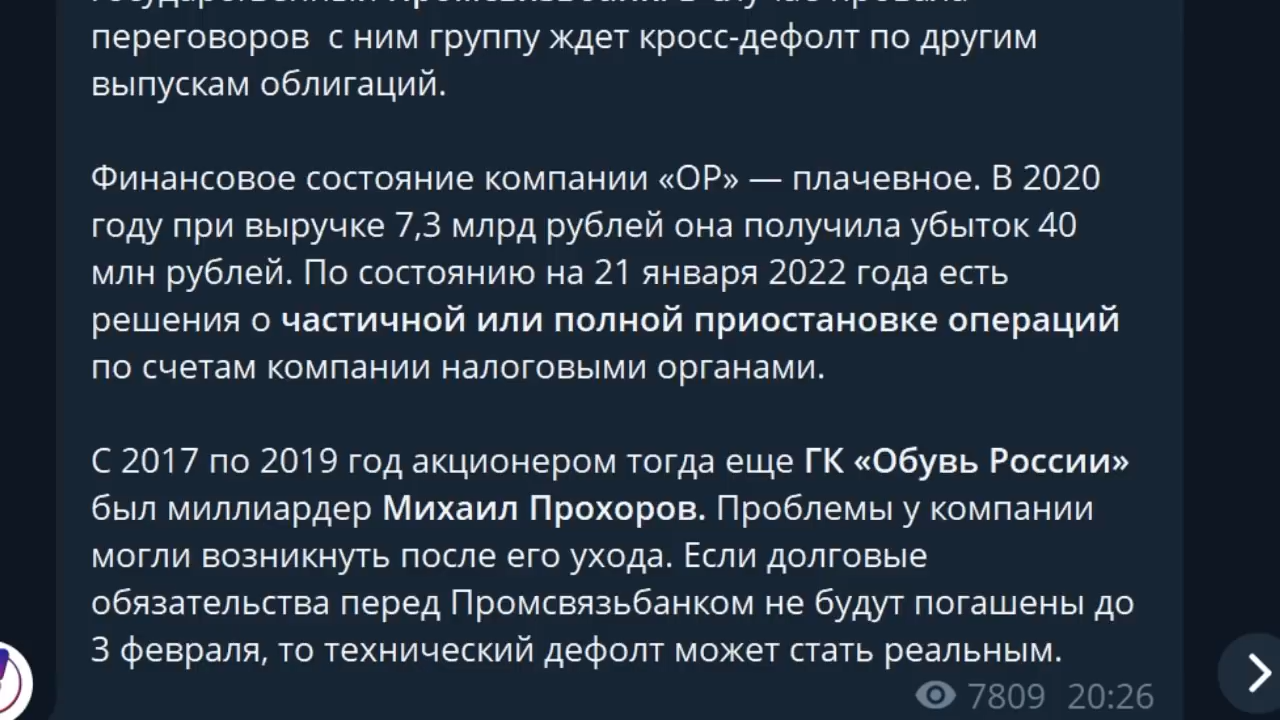 переговоров с ним группу ждет кросс-дефолт по другим
выпускам облигаций.
Финансовое состояние компании «ОР» — плачевное. В 2020
году при выручке 7,3 млрд рублей она получила убыток 40
млн рублей. По состоянию на 21 января 2022 года есть
решения о частичной или полной приостановке операций
по счетам компании налоговыми органами.
С 2017 по 2019 год акционером тогда еще ГК «Обувь России»
был миллиардер Михаил Прохоров. Проблемы у компании
могли возникнуть после его ухода. Если долговые
обязательства перед Промсвязьбанком не будут погашены до
3 февраля, то технический дефолт может стать реальным.
7809 20:26